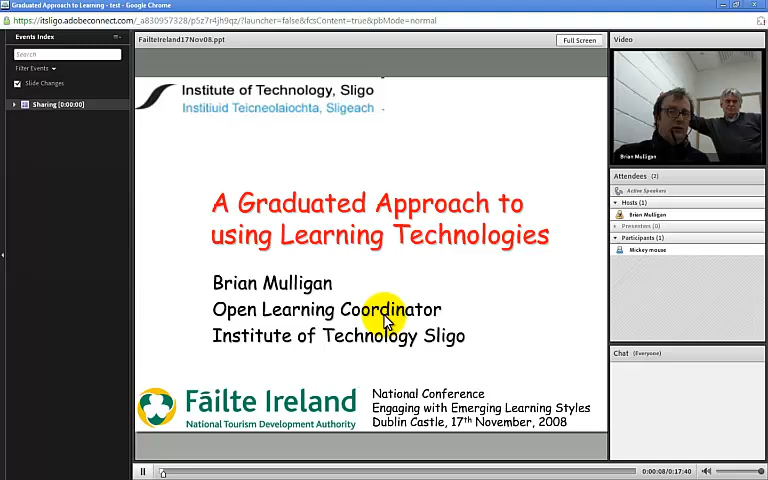 Graduated Approach to Learning - test - Google Chrome
https://itsligo.adobeconnect.com/_a830957328/p5z7r4jh9qz/?launcher=false&fcsContent=true&pbMode=normal
Events Index
Search
Filter Events
Slide Changes
Sharing [0:00:00]
FailteIreland17Nov08.ppt
Full Screen
Institute of Technology, Sligo
Institiuid Teicneolaiochta, Sligeach
A Graduated Approach to
using Learning Technologies
Brian Mulligan
Open Learning Coordinator
Institute of Technology Sligo
Fáilte Ireland
National Tourism Development Authority
National Conference
Engaging with Emerging Learning Styles
Dublin Castle, 17th November, 2008
Video
Brian Mulligan
Attendees (2)
Active Speakers
Hosts (1)
Brian Mulligan
Presenters (0)
Participants (1)
Mickey mouse
Chat (Everyone)
0:00:08/0:17:40